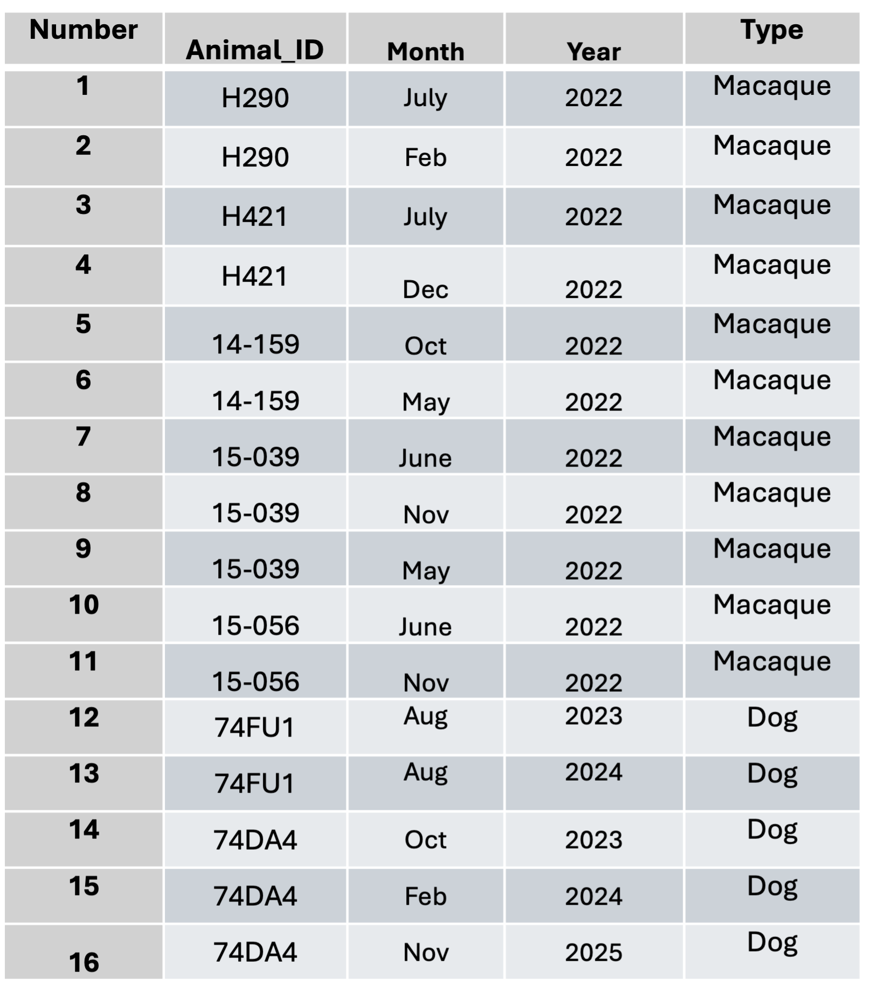 Number Animal_ID Month Year Type
1 H290 July 2022 Macaque
2 H290 Feb 2022 Macaque
3 H421 July 2022 Macaque
4 H421 Dec 2022 Macaque
5 14-159 Oct 2022 Macaque
6 14-159 May 2022 Macaque
7 15-039 June 2022 Macaque
8 15-039 Nov 2022 Macaque
9 15-039 May 2022 Macaque
10 15-056 June 2022 Macaque
11 15-056 Nov 2022 Macaque
12 74FU1 Aug 2023 Dog
13 74FU1 Aug 2024 Dog
14 74DA4 Oct 2023 Dog
15 74DA4 Feb 2024 Dog
16 74DA4 Nov 2025 Dog